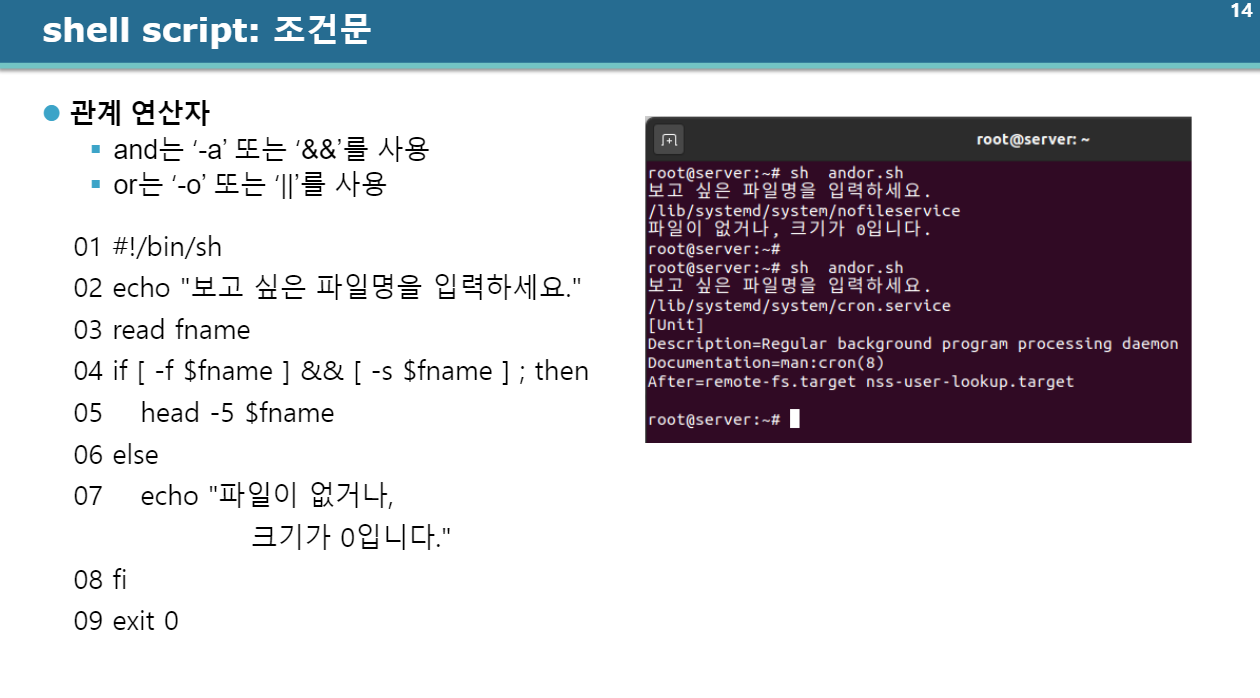 14
shell script: 조건문
관계 연산자
and는 ‘-a’ 또는 ‘&&’를 사용
or는 ‘-o’ 또는 ‘||’를 사용
01 #!/bin/sh
02 echo "보고 싶은 파일명을 입력하세요."
03 read fname
04 if [ -f $fname ] && [ -s $fname ] ; then
05 head -5 $fname
06 else
07 echo "파일이 없거나,
크기가 0입니다."
08 fi
09 exit 0
root@server: ~
root@server:~# sh  andor.sh
보고 싶은 파일명을 입력하세요.
/lib/systemd/system/nofileservice
파일이 없거나, 크기가 0입니다.
root@server:~#
root@server:~# sh  andor.sh
보고 싶은 파일명을 입력하세요.
/lib/systemd/system/cron.service
[Unit]
Description=Regular background program processing daemon
Documentation=man:cron(8)
After=remote-fs.target nss-user-lookup.target
root@server:~#